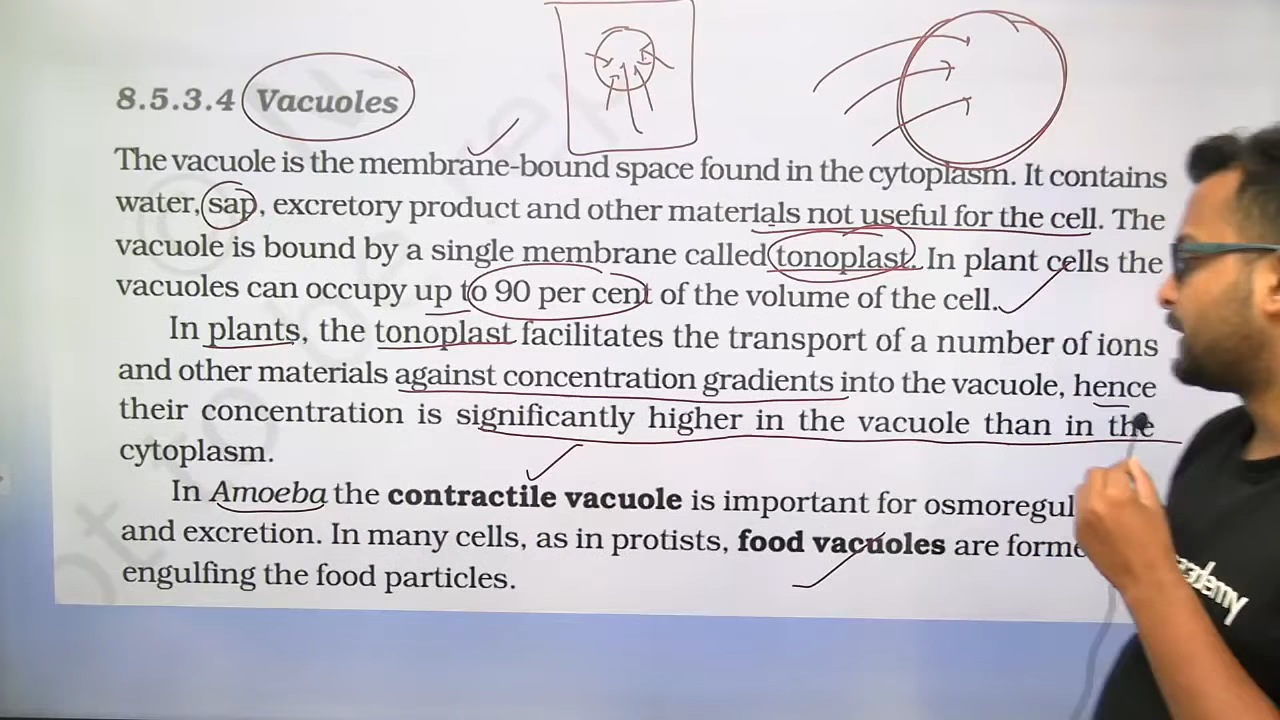 8.5.3.4 Vacuoles
The vacuole is the membrane-bound space found in the cytoplasm. It contains
water, sap, excretory product and other materials not useful for the cell. The
vacuole is bound by a single membrane called tonoplast. In plant cells the
vacuoles can occupy up to 90 per cent of the volume of the cell.
In plants, the tonoplast facilitates the transport of a number of ions
and other materials against concentration gradients into the vacuole, hence
their concentration is significantly higher in the vacuole than in the
cytoplasm.
In Amoeba the contractile vacuole is important for osmoregul
and excretion. In many cells, as in protists, food vacuoles are forme
engulfing the food particles.
academy